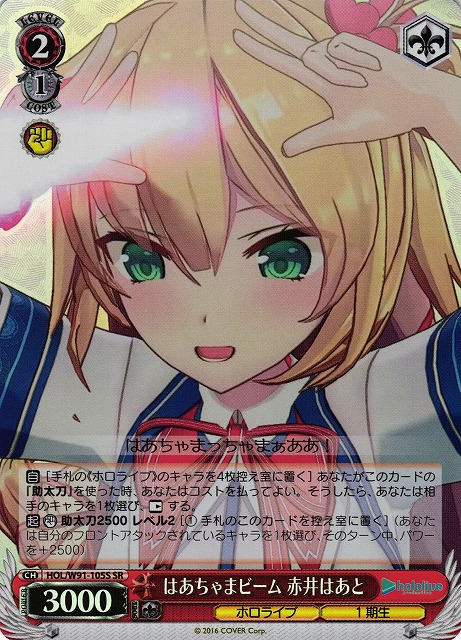 LEVEL
2
1
COST
はあちゃまっちゃまぁぁあ！
自 [手札の《ホロライブ》のキャラを4枚控え室に置く] あなたがこのカードの
「助太刀」を使った時、あなたはコストを払ってよい。そうしたら、あなたは相
手のキャラを1枚選び、 する。
起 助太刀2500 レベル2 [① 手札のこのカードを控え室に置く] （あなた
は自分のフロントアタックされているキャラを1枚選び、そのターン中、パワー
を+2500）
CH HOL/W91-105S SR
はあちゃまビーム 赤井はあと
hololive
POWER
3000
SOUL
ホロライブ
1期生
© 2016 COVER Corp.